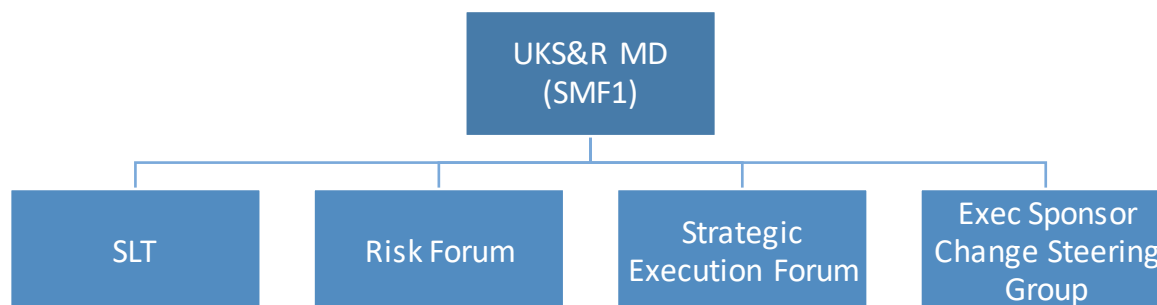 UKS&R MD
(SMF1)
SLT
Risk Forum
Strategic
Execution Forum
Exec Sponsor
Change Steering
Group